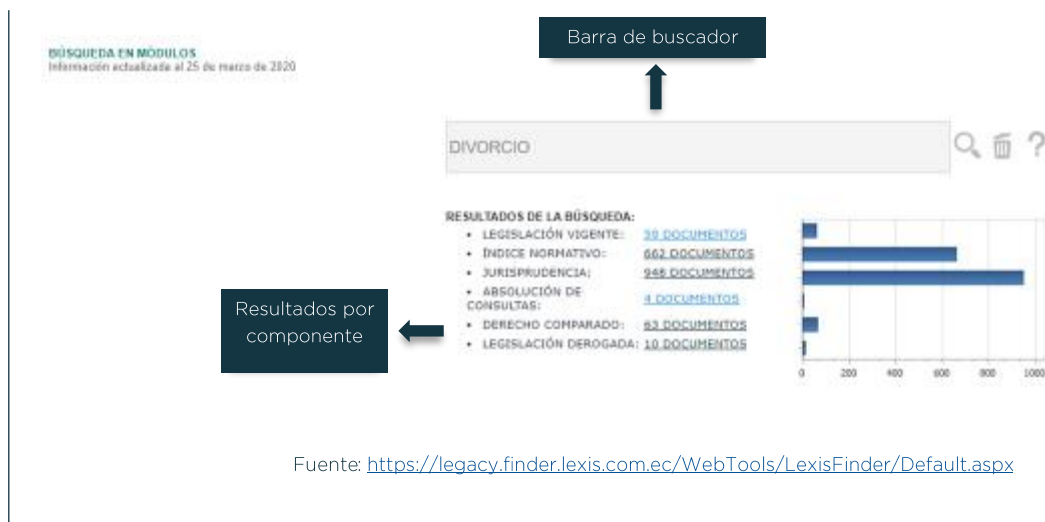 Barra de buscador
BÚSQUEDA EN MÓDULOS
Información actualizada al 25 de marzo de 2020
DIVORCIO
?
RESULTADOS DE LA BÚSQUEDA:
• LEGISLACIÓN VIGENTE: 39 DOCUMENTOS
• ÍNDICE NORMATIVO: 662 DOCUMENTOS
• JURISPRUDENCIA: 948 DOCUMENTOS
• ABSOLUCIÓN DE
CONSULTAS: 4 DOCUMENTOS
• DERECHO COMPARADO: 63 DOCUMENTOS
• LEGISLACIÓN DEROGADA: 10 DOCUMENTOS
0 200 400 600 800 1000
Resultados por
componente
Fuente: https://legacy.finder.lexis.com.ec/WebTools/LexisFinder/Default.aspx